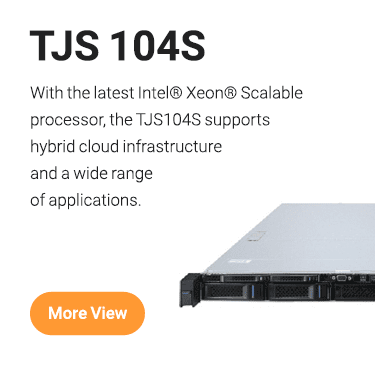 TJS 104S
With the latest Intel® Xeon® Scalable
processor, the TJS104S supports
hybrid cloud infrastructure
and a wide range
of applications.
More View